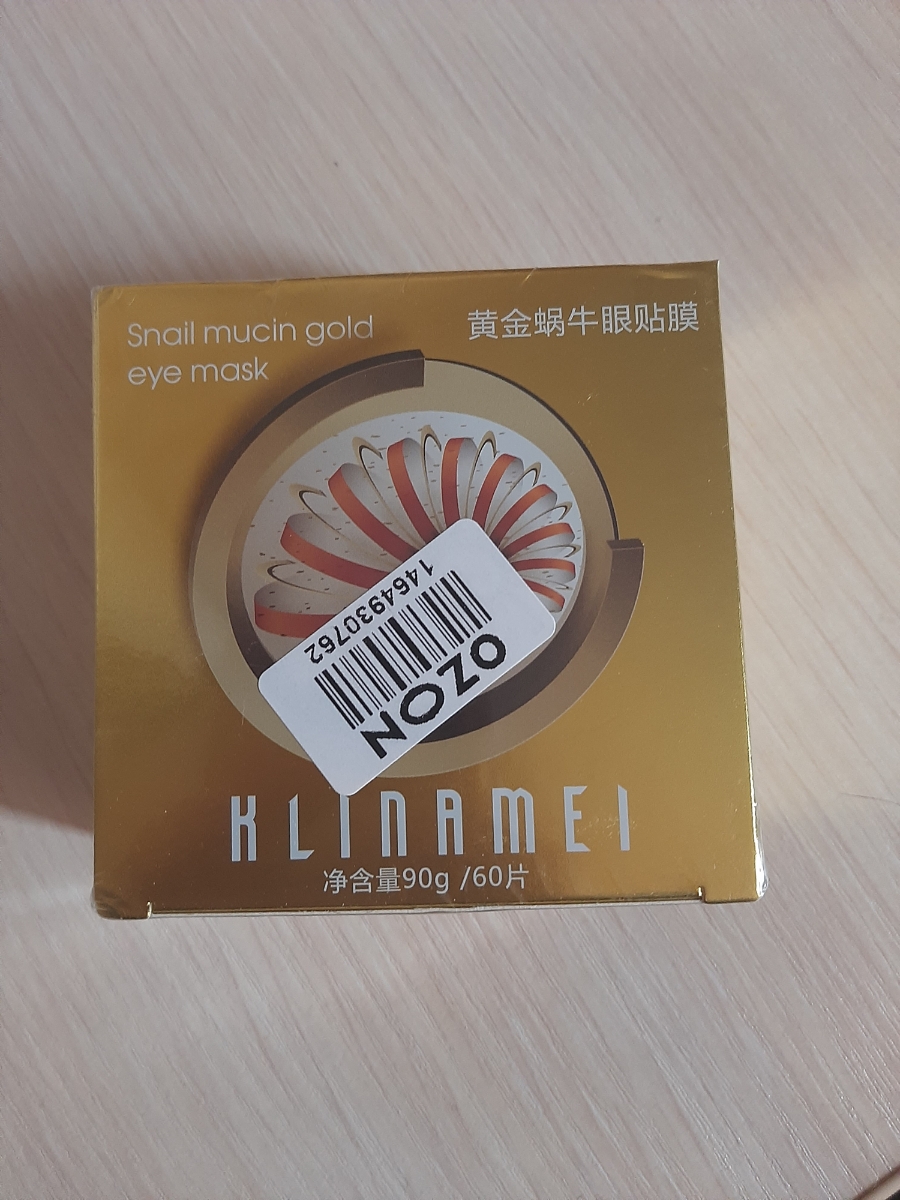 Snail mucin gold
eye mask
黄金蜗牛眼贴膜
1464930762
OZON
KLINAMEI
净含量90g /60片